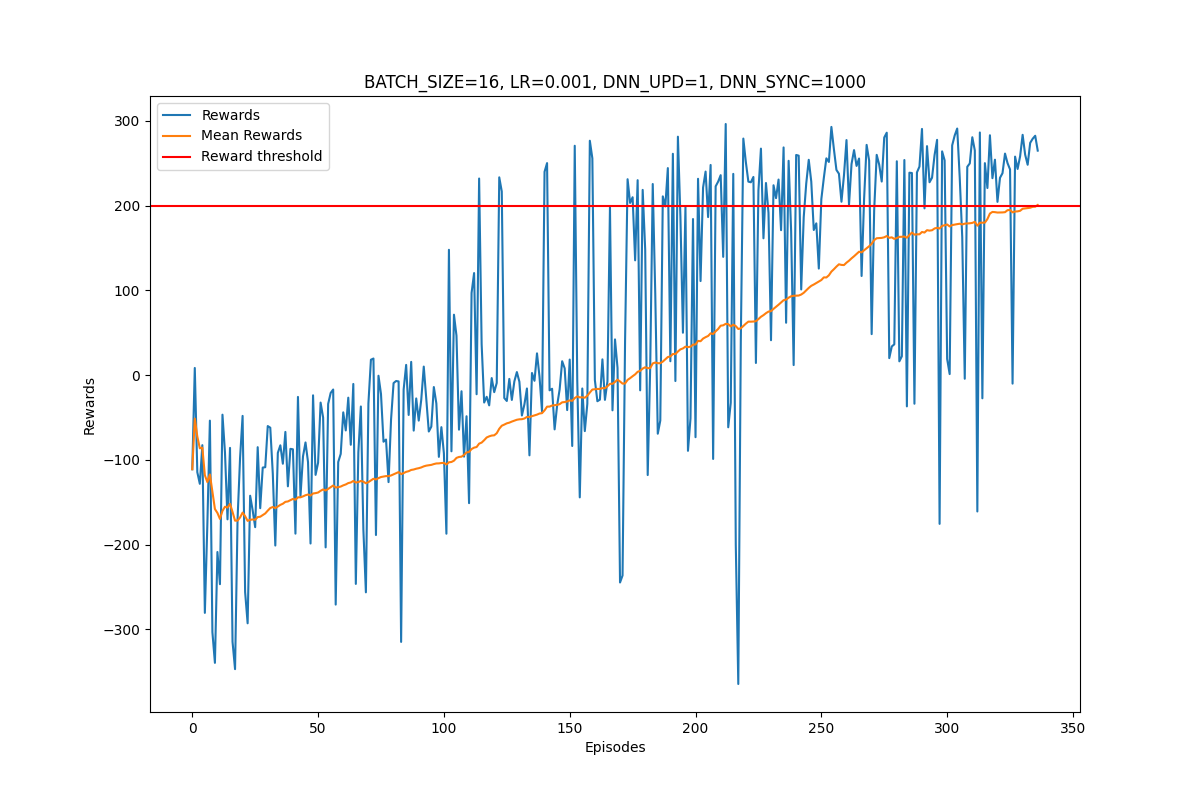 BATCH_SIZE=16, LR=0.001, DNN_UPD=1, DNN_SYNC=1000
Rewards
Mean Rewards
Reward threshold
300
200
100
0
−100
−200
−300
Rewards
0 50 100 150 200 250 300 350
Episodes